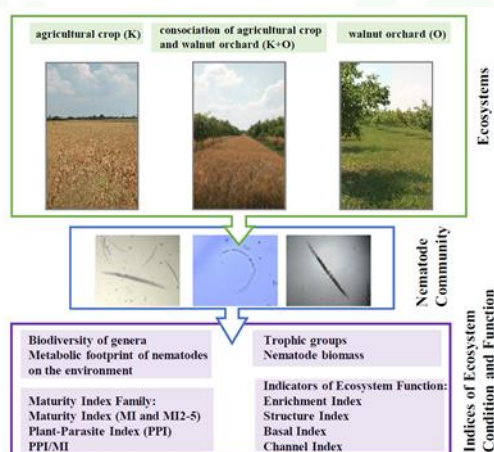 agricultural crop (K)
consociation of agricultural crop
and walnut orchard (K+O)
walnut orchard (O)
Ecosystems
Nematode
Community
Biodiversity of genera
Metabolic footprint of nematodes
on the environment
Trophic groups
Nematode biomass
Maturity Index Family:
Maturity Index (MI and MI2-5)
Plant-Parasite Index (PPI)
PPI/MI
Indicators of Ecosystem Function:
Enrichment Index
Structure Index
Basal Index
Channel Index
Indices of Ecosystem
Condition and Function